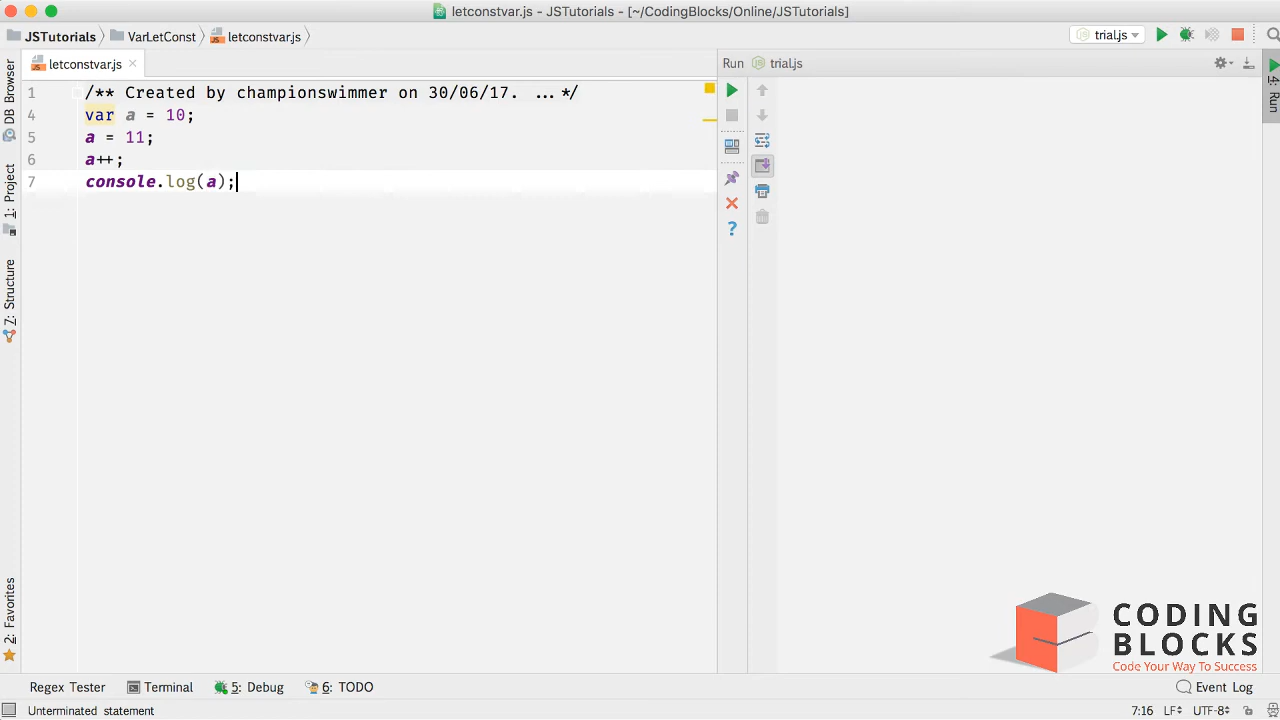 letconstvar.js - JSTutorials - [~/CodingBlocks/Online/JSTutorials]
JSTutorials VarLetConst letconstvar.js trial.js
letconstvar.js
Run trial.js
DB Browser
1: Project
Z: Structure
2: Favorites
4: Run
1 /** Created by championswimmer on 30/06/17. ...*/
4 var a = 10;
5 a = 11;
6 a++;
7 console.log(a);
?
CODING
BLOCKS
Code Your Way To Success
Regex Tester Terminal 5: Debug 6: TODO Event Log
Unterminated statement 7:16 LF UTF-8